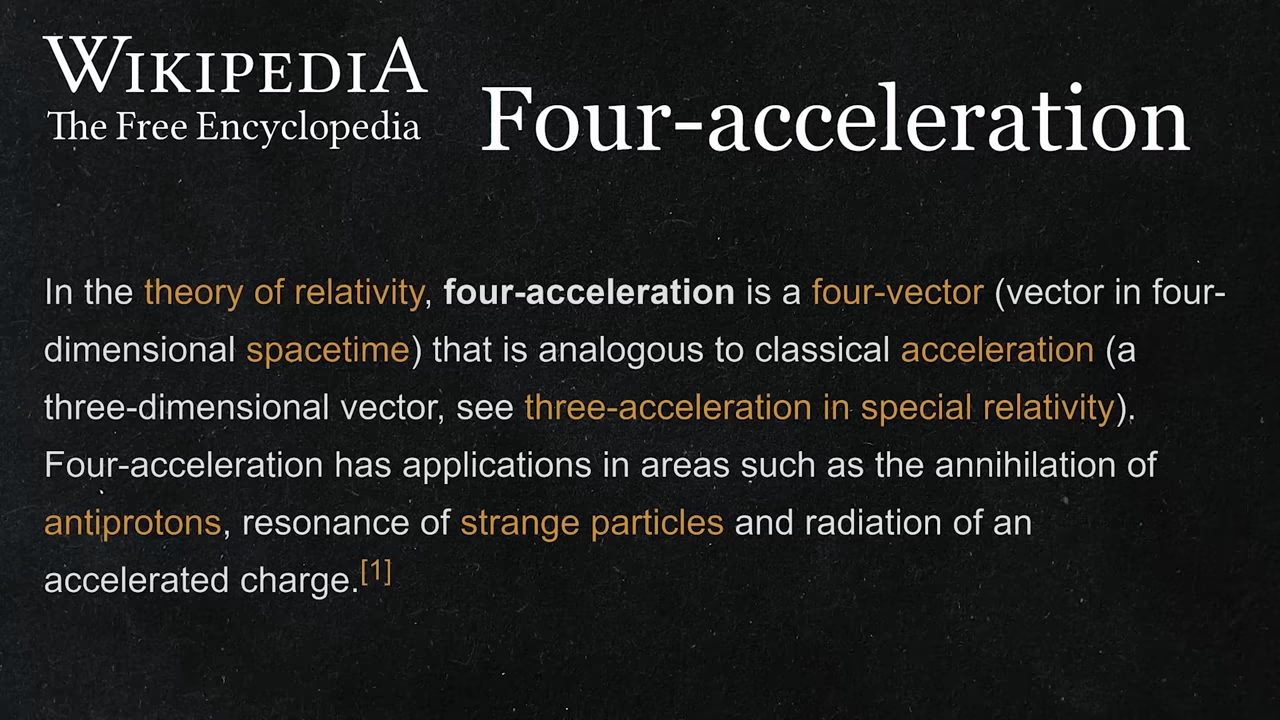 WIKIPEDIA
The Free Encyclopedia
Four-acceleration
In the theory of relativity, four-acceleration is a four-vector (vector in four-
dimensional spacetime) that is analogous to classical acceleration (a
three-dimensional vector, see three-acceleration in special relativity).
Four-acceleration has applications in areas such as the annihilation of
antiprotons, resonance of strange particles and radiation of an
accelerated charge.[1]